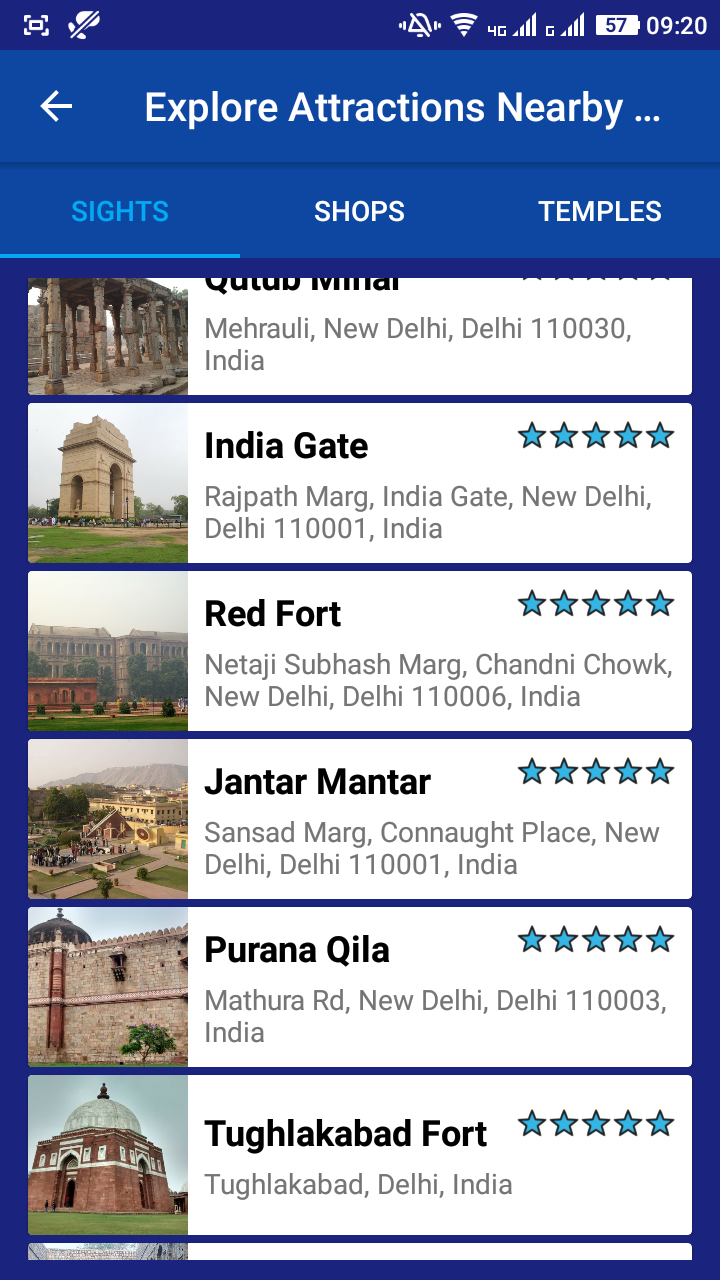 4G G 57 09:20
Explore Attractions Nearby ...
SIGHTS SHOPS TEMPLES
Qutub Minar
Mehrauli, New Delhi, Delhi 110030,
India
India Gate
Rajpath Marg, India Gate, New Delhi,
Delhi 110001, India
Red Fort
Netaji Subhash Marg, Chandni Chowk,
New Delhi, Delhi 110006, India
Jantar Mantar
Sansad Marg, Connaught Place, New
Delhi, Delhi 110001, India
Purana Qila
Mathura Rd, New Delhi, Delhi 110003,
India
Tughlakabad Fort
Tughlakabad, Delhi, India